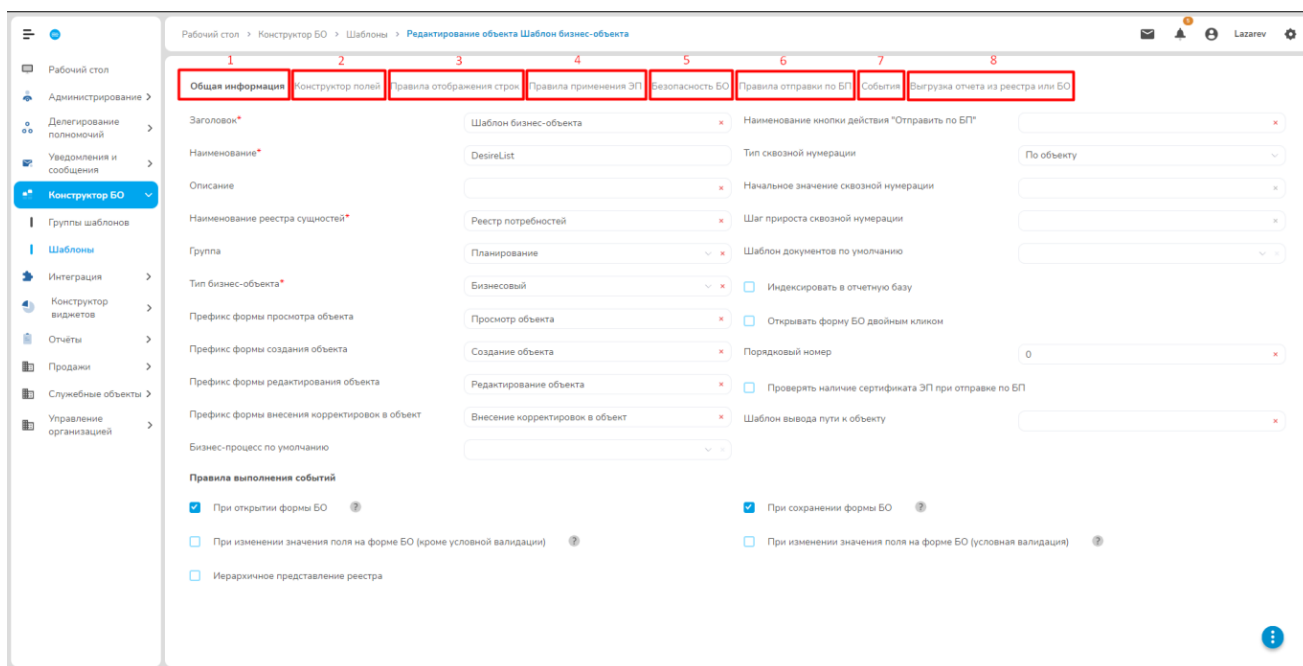 Рабочий стол > Конструктор БО > Шаблоны > Редактирование объекта Шаблон бизнес-объекта
1
Lazarev
Рабочий стол
Администрирование >
Делегирование
полномочий >
Уведомления и
сообщения >
Конструктор БО
Группы шаблонов
Шаблоны
Интеграция >
Конструктор
виджетов >
Отчёты >
Продажи >
Служебные объекты >
Управление
организацией >
1 2 3 4 5 6 7 8
Общая информация Конструктор полей Правила отображения строк Правила применения ЭП Безопасность БО Правила отправки по БП События Выгрузка отчета из реестра или БО
Заголовок* Шаблон бизнес-объекта × Наименование кнопки действия "Отправить по БП" ×
Наименование* DesireList Тип сквозной нумерации По объекту
Описание × Начальное значение сквозной нумерации ×
Наименование реестра сущностей* Реестр потребностей × Шаг прироста сквозной нумерации ×
Группа Планирование × Шаблон документов по умолчанию ×
Тип бизнес-объекта* Бизнесовый × Индексировать в отчетную базу
Префикс формы просмотра объекта Просмотр объекта × Открывать форму БО двойным кликом
Префикс формы создания объекта Создание объекта × Порядковый номер 0 ×
Префикс формы редактирования объекта Редактирование объекта × Проверять наличие сертификата ЭП при отправке по БП
Префикс формы внесения корректировок в объект Внесение корректировок в объект × Шаблон вывода пути к объекту ×
Бизнес-процесс по умолчанию ×
Правила выполнения событий
При открытии формы БО ? При сохранении формы БО ?
При изменении значения поля на форме БО (кроме условной валидации) ? При изменении значения поля на форме БО (условная валидация) ?
Иерархичное представление реестра